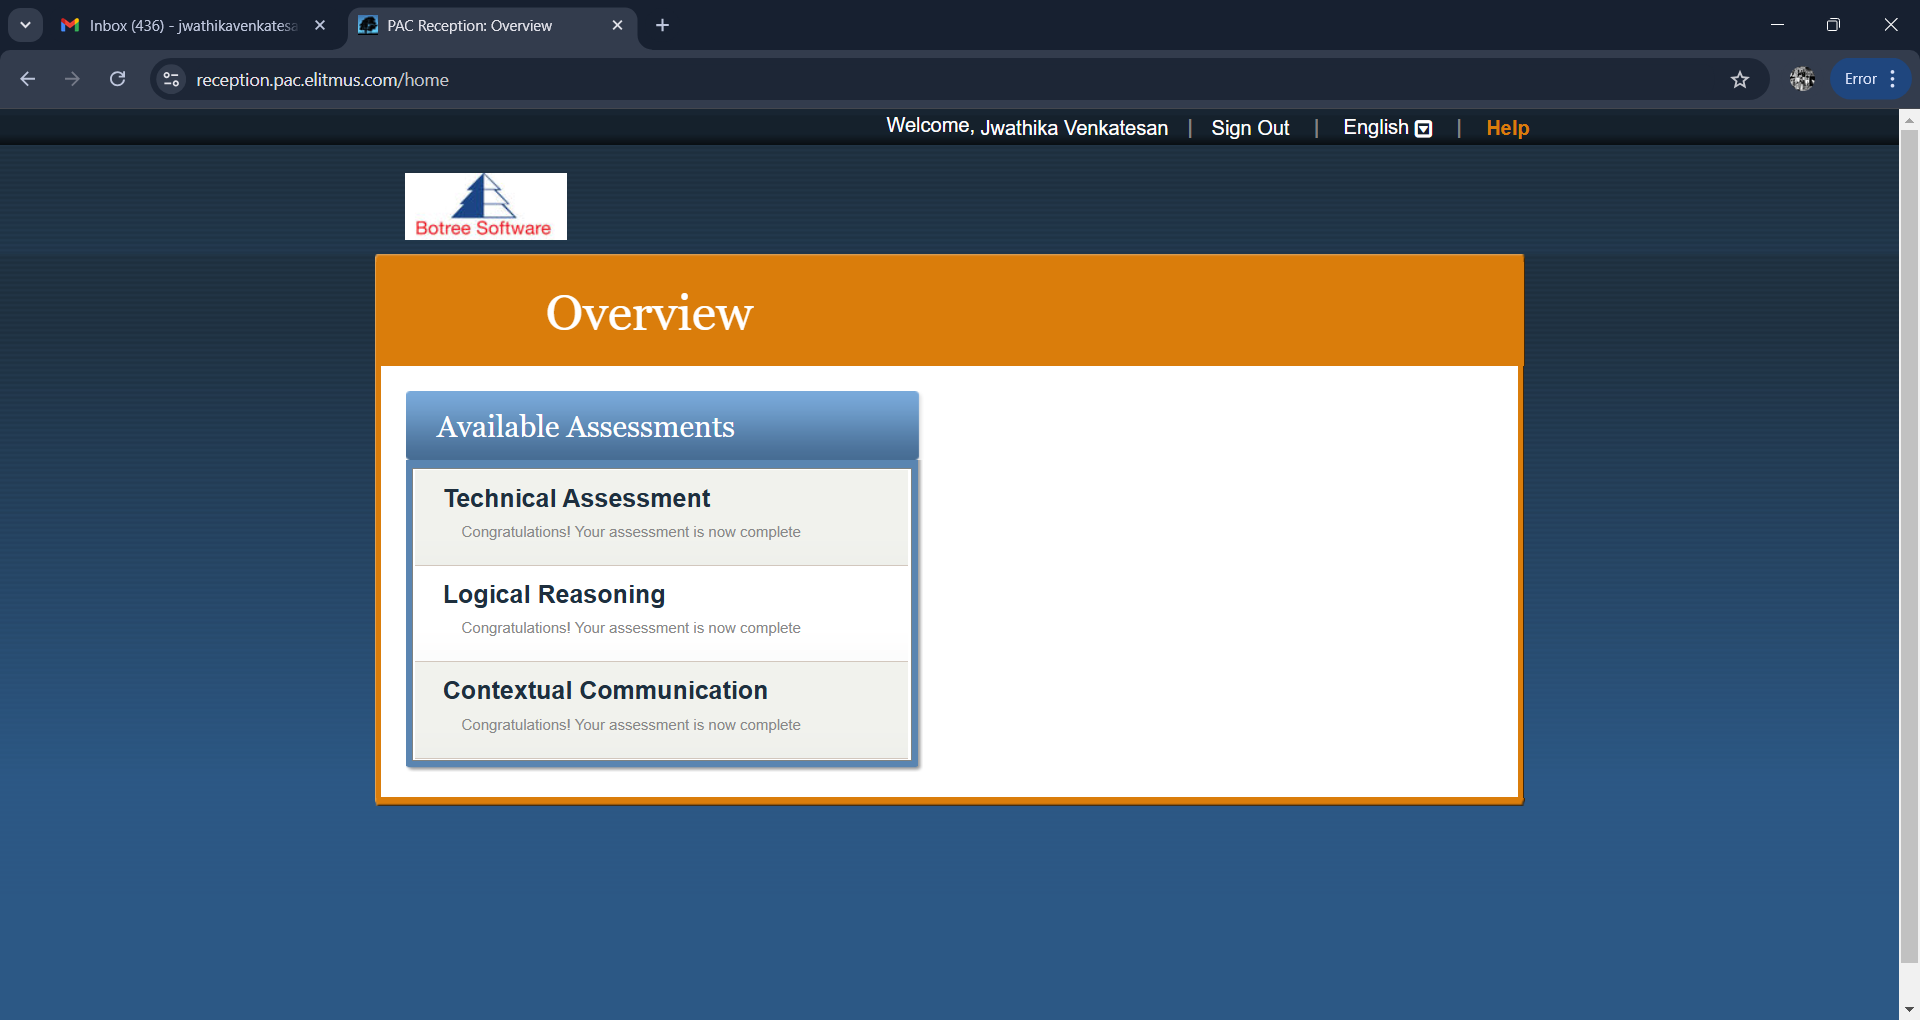 Inbox (436) - jwathikavenkatesa
PAC Reception: Overview
reception.pac.elitmus.com/home
Error
Welcome, Jwathika Venkatesan | Sign Out | English | Help
Botree Software
Overview
Available Assessments
Technical Assessment
Congratulations! Your assessment is now complete
Logical Reasoning
Congratulations! Your assessment is now complete
Contextual Communication
Congratulations! Your assessment is now complete